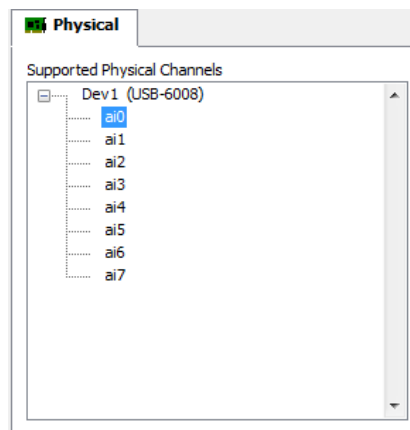 Physical
Supported Physical Channels
Dev1 (USB-6008)
ai0
ai1
ai2
ai3
ai4
ai5
ai6
ai7